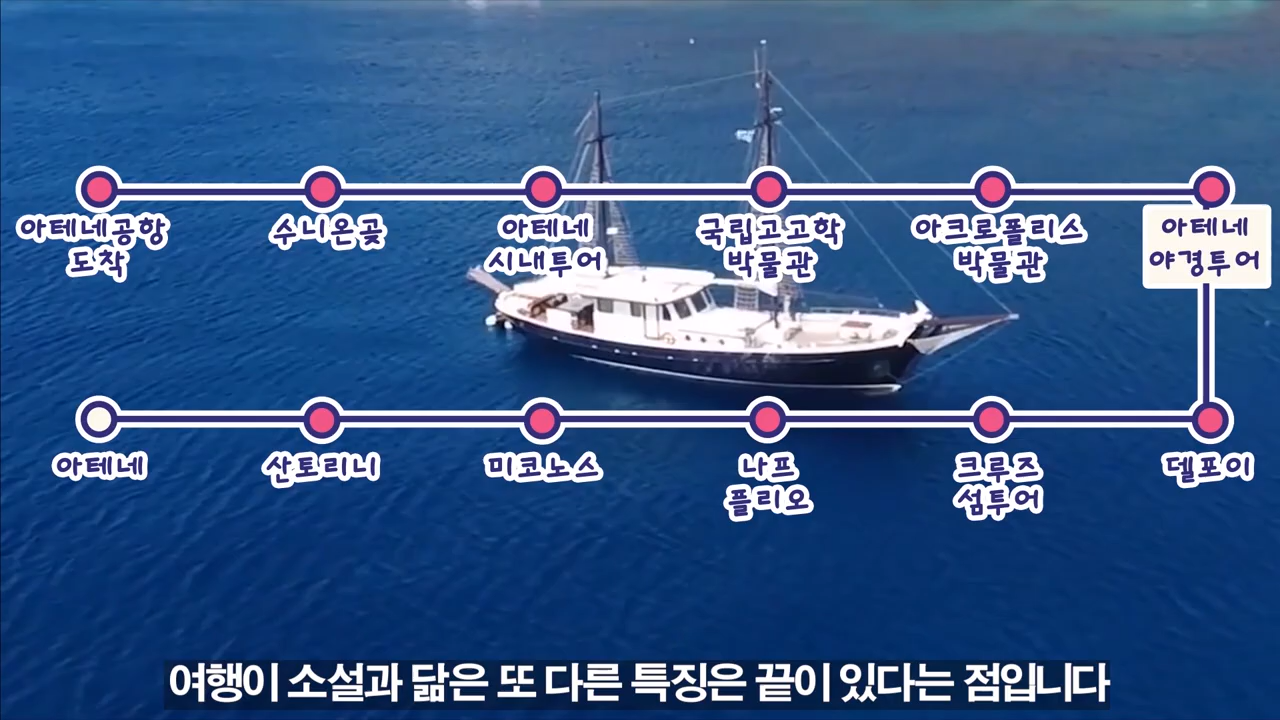 아테네공항
도착
수니온곶
아테네
시내투어
국립고고학
박물관
아크로폴리스
박물관
아테네
야경투어
아테네
산토리니
미코노스
나프
플리오
크루즈
섬투어
델포이
여행이 소설과 닮은 또 다른 특징은 끝이 있다는 점입니다